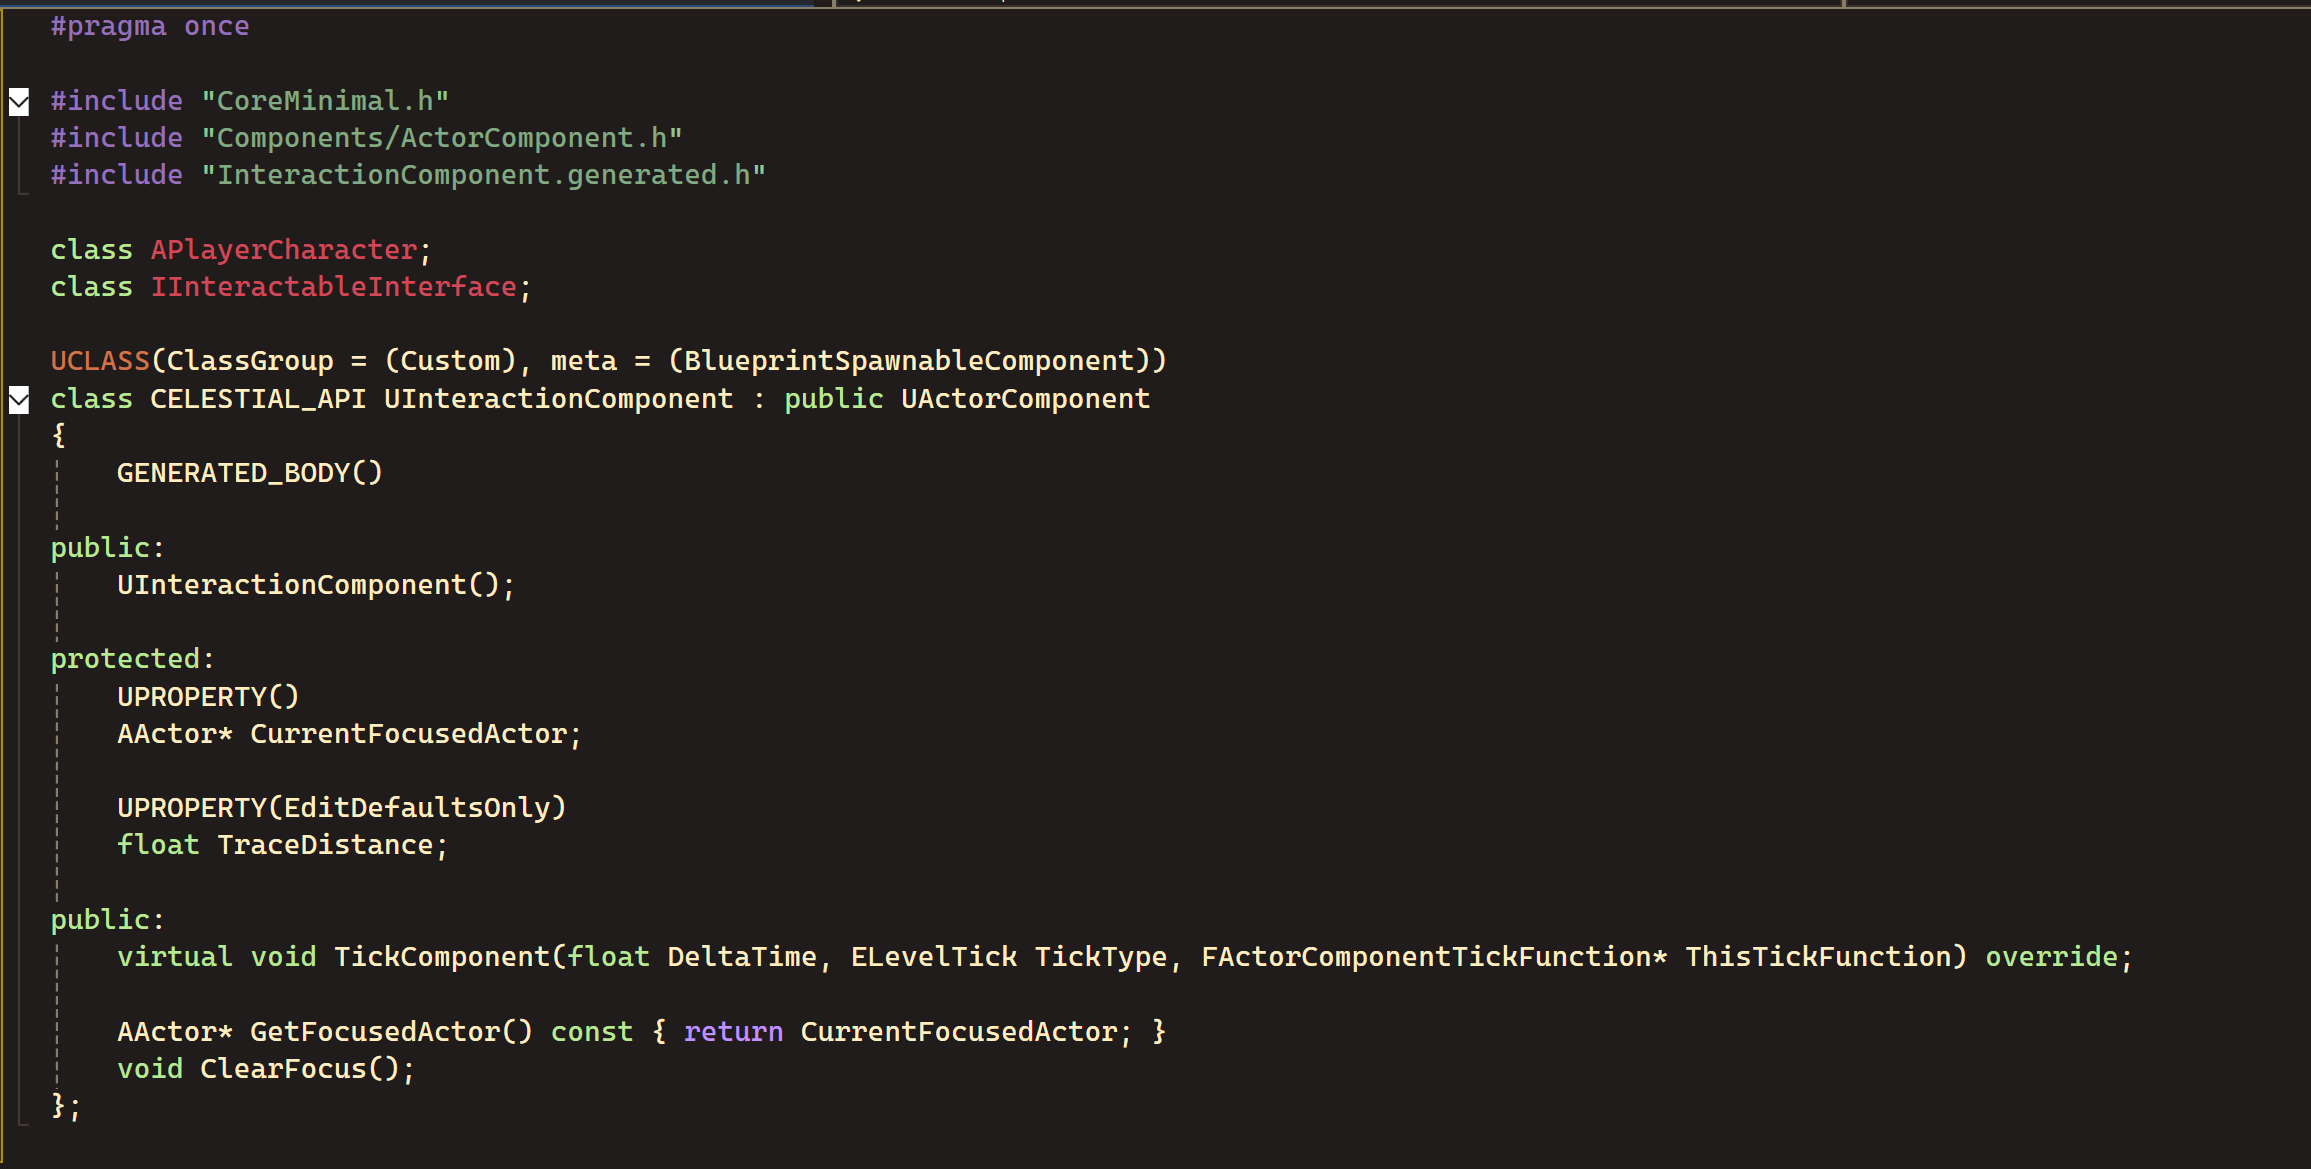 #pragma once
#include "CoreMinimal.h"
#include "Components/ActorComponent.h"
#include "InteractionComponent.generated.h"
class APlayerCharacter;
class IInteractableInterface;
UCLASS(ClassGroup = (Custom), meta = (BlueprintSpawnableComponent))
class CELESTIAL_API UInteractionComponent : public UActorComponent
{
    GENERATED_BODY()
public:
    UInteractionComponent();
protected:
    UPROPERTY()
    AActor* CurrentFocusedActor;
    UPROPERTY(EditDefaultsOnly)
    float TraceDistance;
public:
    virtual void TickComponent(float DeltaTime, ELevelTick TickType, FActorComponentTickFunction* ThisTickFunction) override;
    AActor* GetFocusedActor() const { return CurrentFocusedActor; }
    void ClearFocus();
};